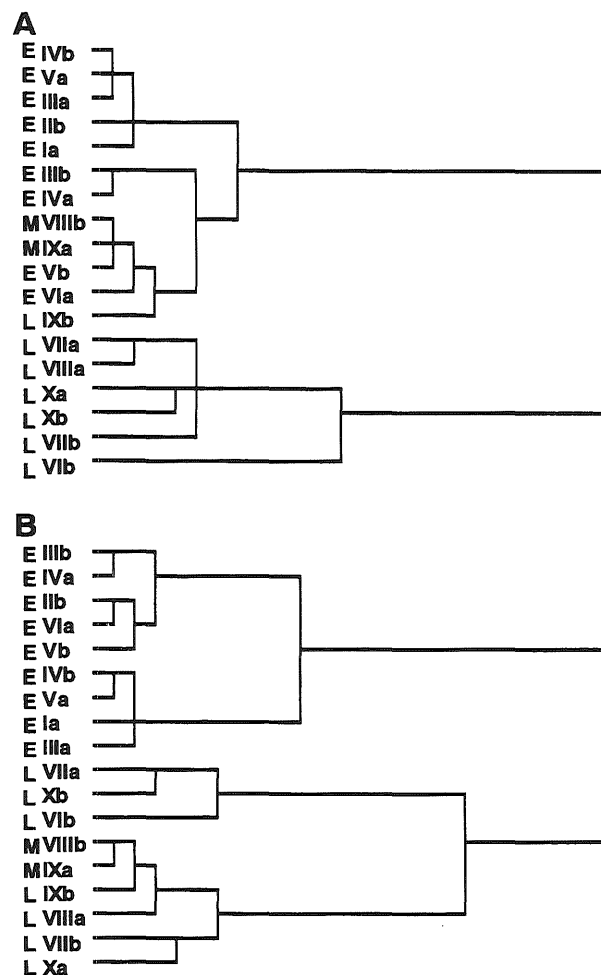 A
E IVb
E Va
E IIIa
E IIb
E Ia
E IIIb
E IVa
M VIIIb
M IXa
E Vb
E VIa
L IXb
L VIIa
L VIIIa
L Xa
L Xb
L VIIb
L VIb
B
E IIIb
E IVa
E IIb
E VIa
E Vb
E IVb
E Va
E Ia
E IIIa
L VIIa
L Xb
L VIb
M VIIIb
M IXa
L IXb
L VIIIa
L VIIb
L Xa